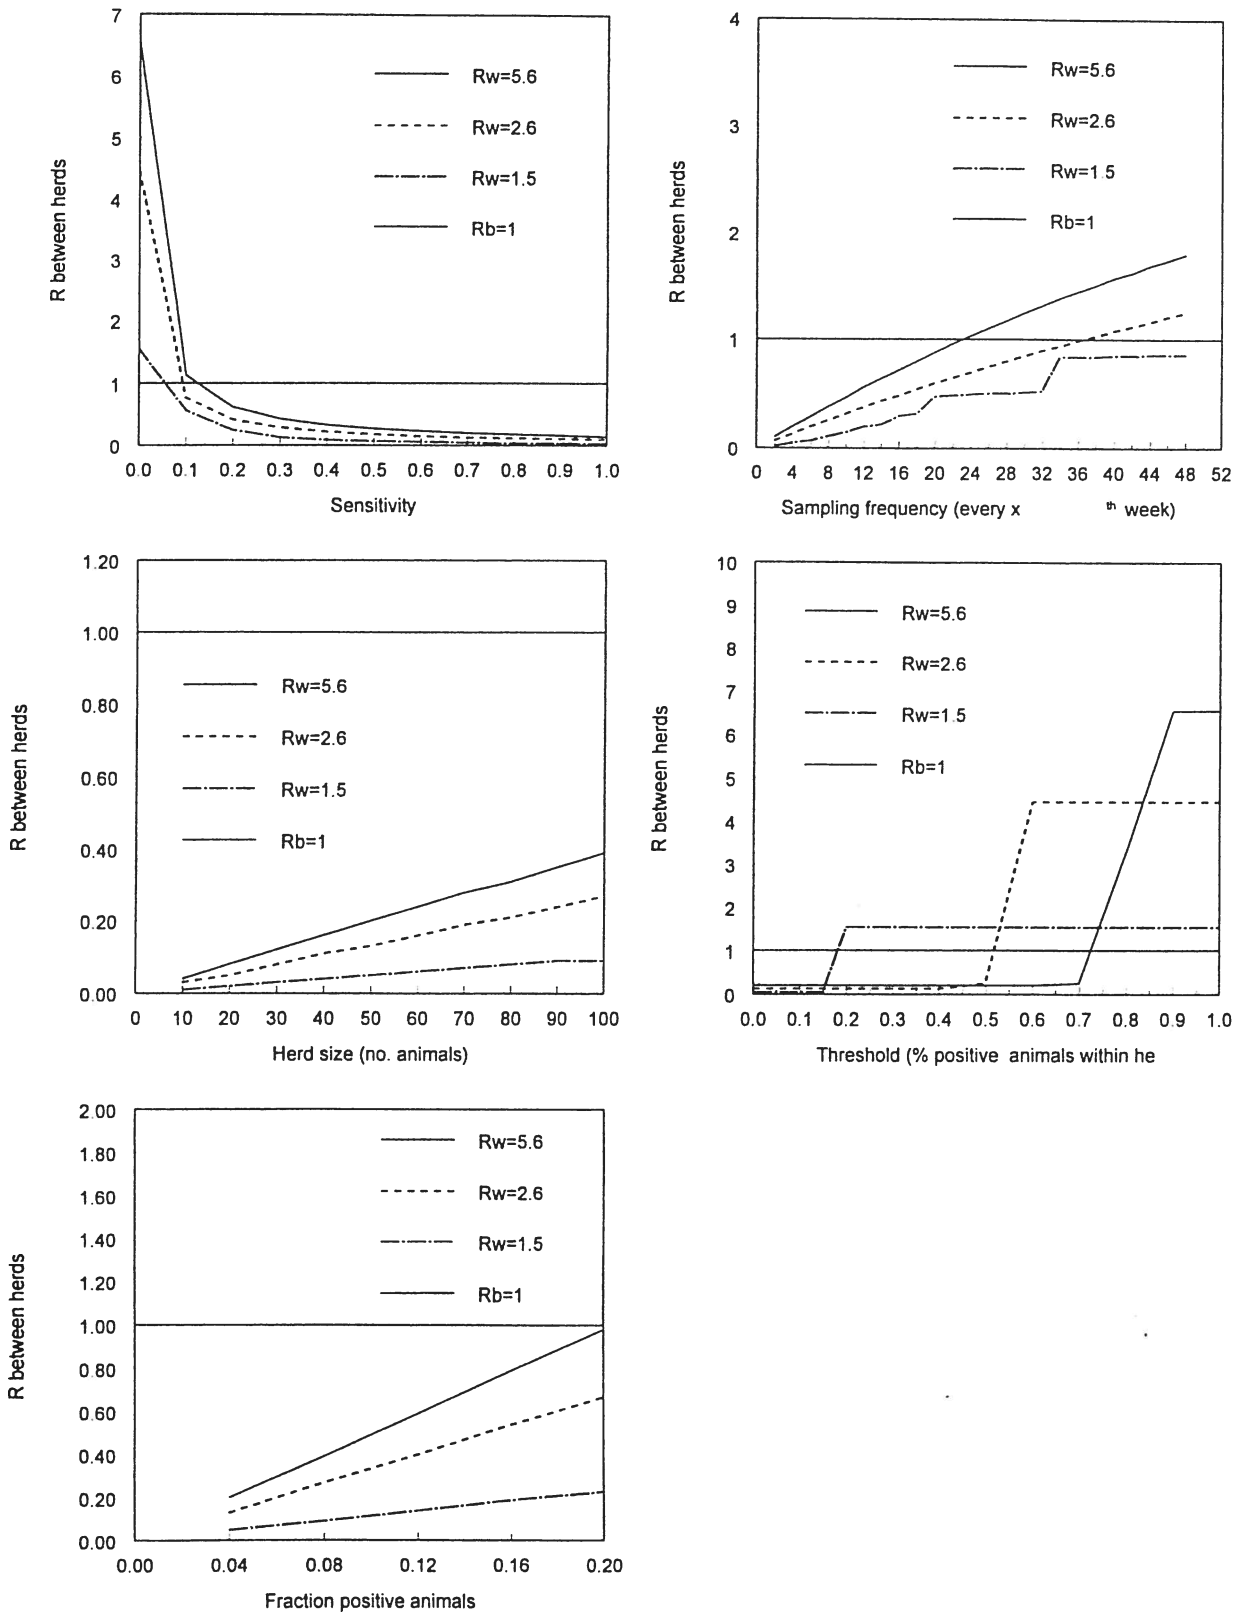 7
6
5
4
3
2
1
0
R between herds
Rw=5.6
Rw=2.6
Rw=1.5
Rb=1
0.0 0.1 0.2 0.3 0.4 0.5 0.6 0.7 0.8 0.9 1.0
Sensitivity
4
3
2
1
0
R between herds
Rw=5.6
Rw=2.6
Rw=1.5
Rb=1
0 4 8 12 16 20 24 28 32 36 40 44 48 52
Sampling frequency (every x th week)
1.20
1.00
0.80
0.60
0.40
0.20
0.00
R between herds
Rw=5.6
Rw=2.6
Rw=1.5
Rb=1
0 10 20 30 40 50 60 70 80 90 100
Herd size (no. animals)
10
9
8
7
6
5
4
3
2
1
0
R between herds
Rw=5.6
Rw=2.6
Rw=1.5
Rb=1
0.0 0.1 0.2 0.3 0.4 0.5 0.6 0.7 0.8 0.9 1.0
Threshold (% positive animals within he
2.00
1.80
1.60
1.40
1.20
1.00
0.80
0.60
0.40
0.20
0.00
R between herds
Rw=5.6
Rw=2.6
Rw=1.5
Rb=1
0.00 0.04 0.08 0.12 0.16 0.20
Fraction positive animals